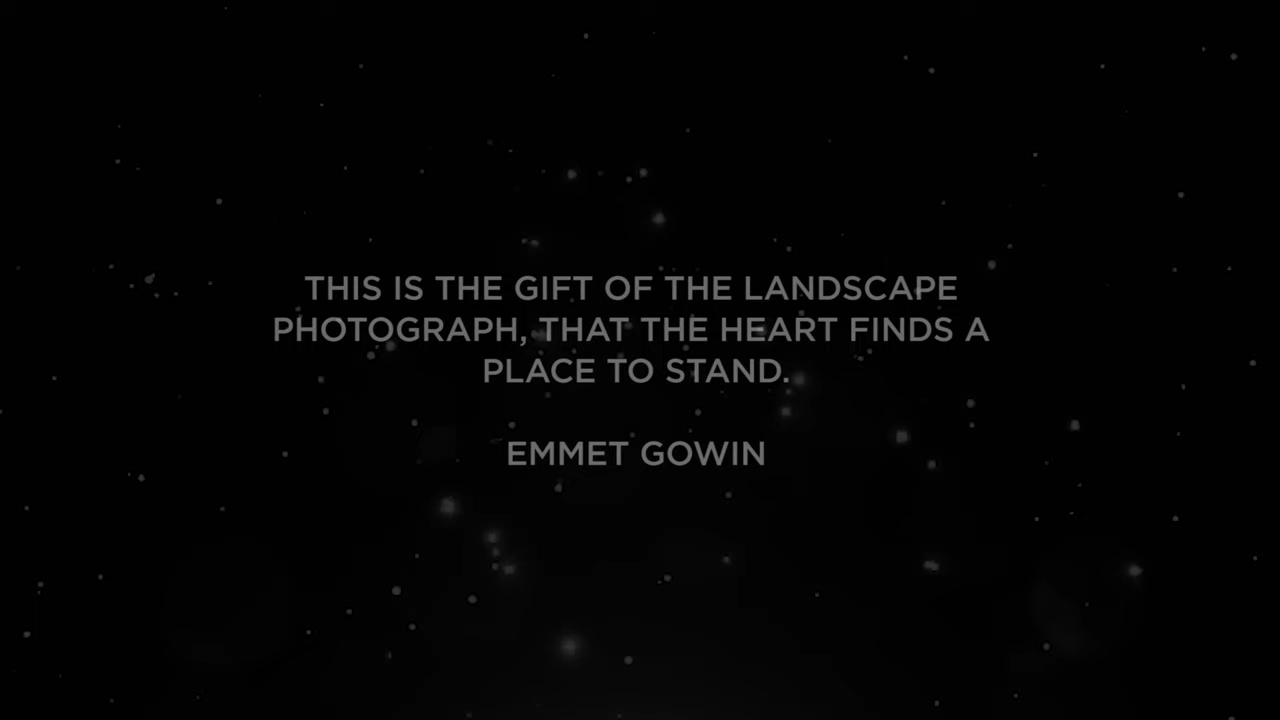 THIS IS THE GIFT OF THE LANDSCAPE
PHOTOGRAPH, THAT THE HEART FINDS A
PLACE TO STAND.
EMMET GOWIN